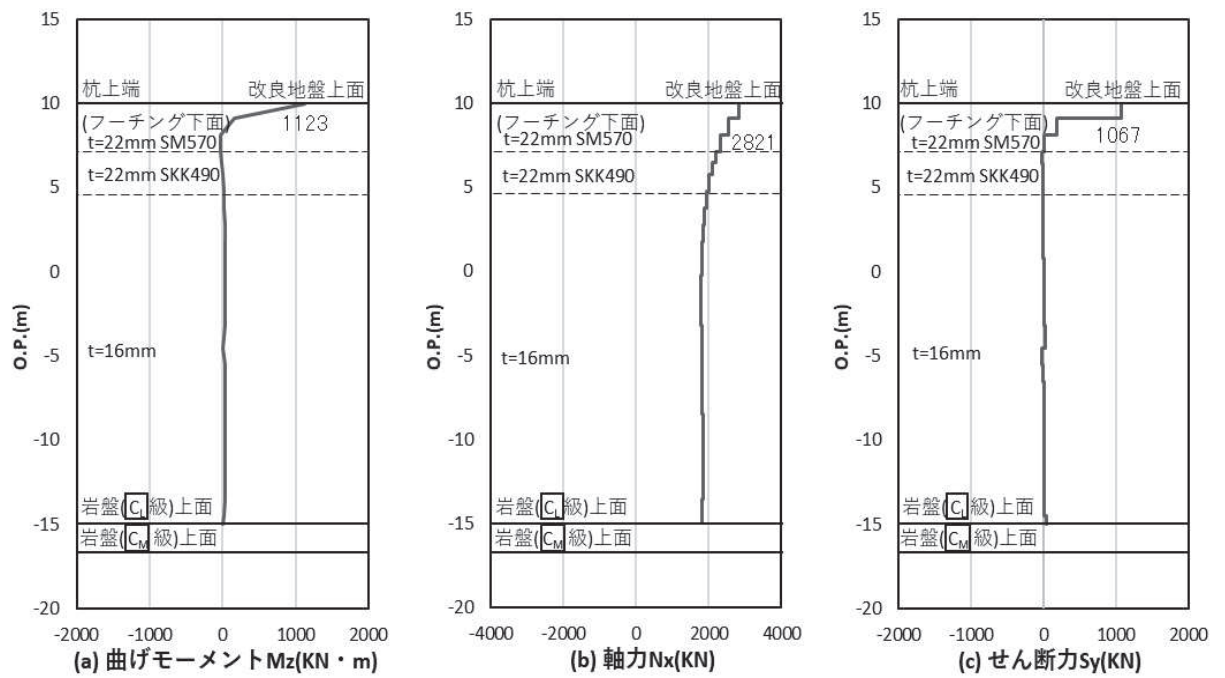 15
10
5
0
-5
-10
-15
-20
O.P.(m)
杭上端
改良地盤上面
(フーチング下面)
1123
t=22mm SM570
t=22mm SKK490
t=16mm
岩盤(CL級)上面
岩盤(CM級)上面
-2000 -1000 0 1000 2000
(a) 曲げモーメントMz(KN・m)
15
10
5
0
-5
-10
-15
-20
O.P.(m)
杭上端
改良地盤上面
(フーチング下面)
t=22mm SM570
2821
t=22mm SKK490
t=16mm
岩盤(CL級)上面
岩盤(CM級)上面
-4000 -2000 0 2000 4000
(b) 軸力Nx(KN)
15
10
5
0
-5
-10
-15
-20
O.P.(m)
杭上端
改良地盤上面
(フーチング下面)
1067
t=22mm SM570
t=22mm SKK490
t=16mm
岩盤(CL級)上面
岩盤(CM級)上面
-2000 -1000 0 1000 2000
(c) せん断力Sy(KN)